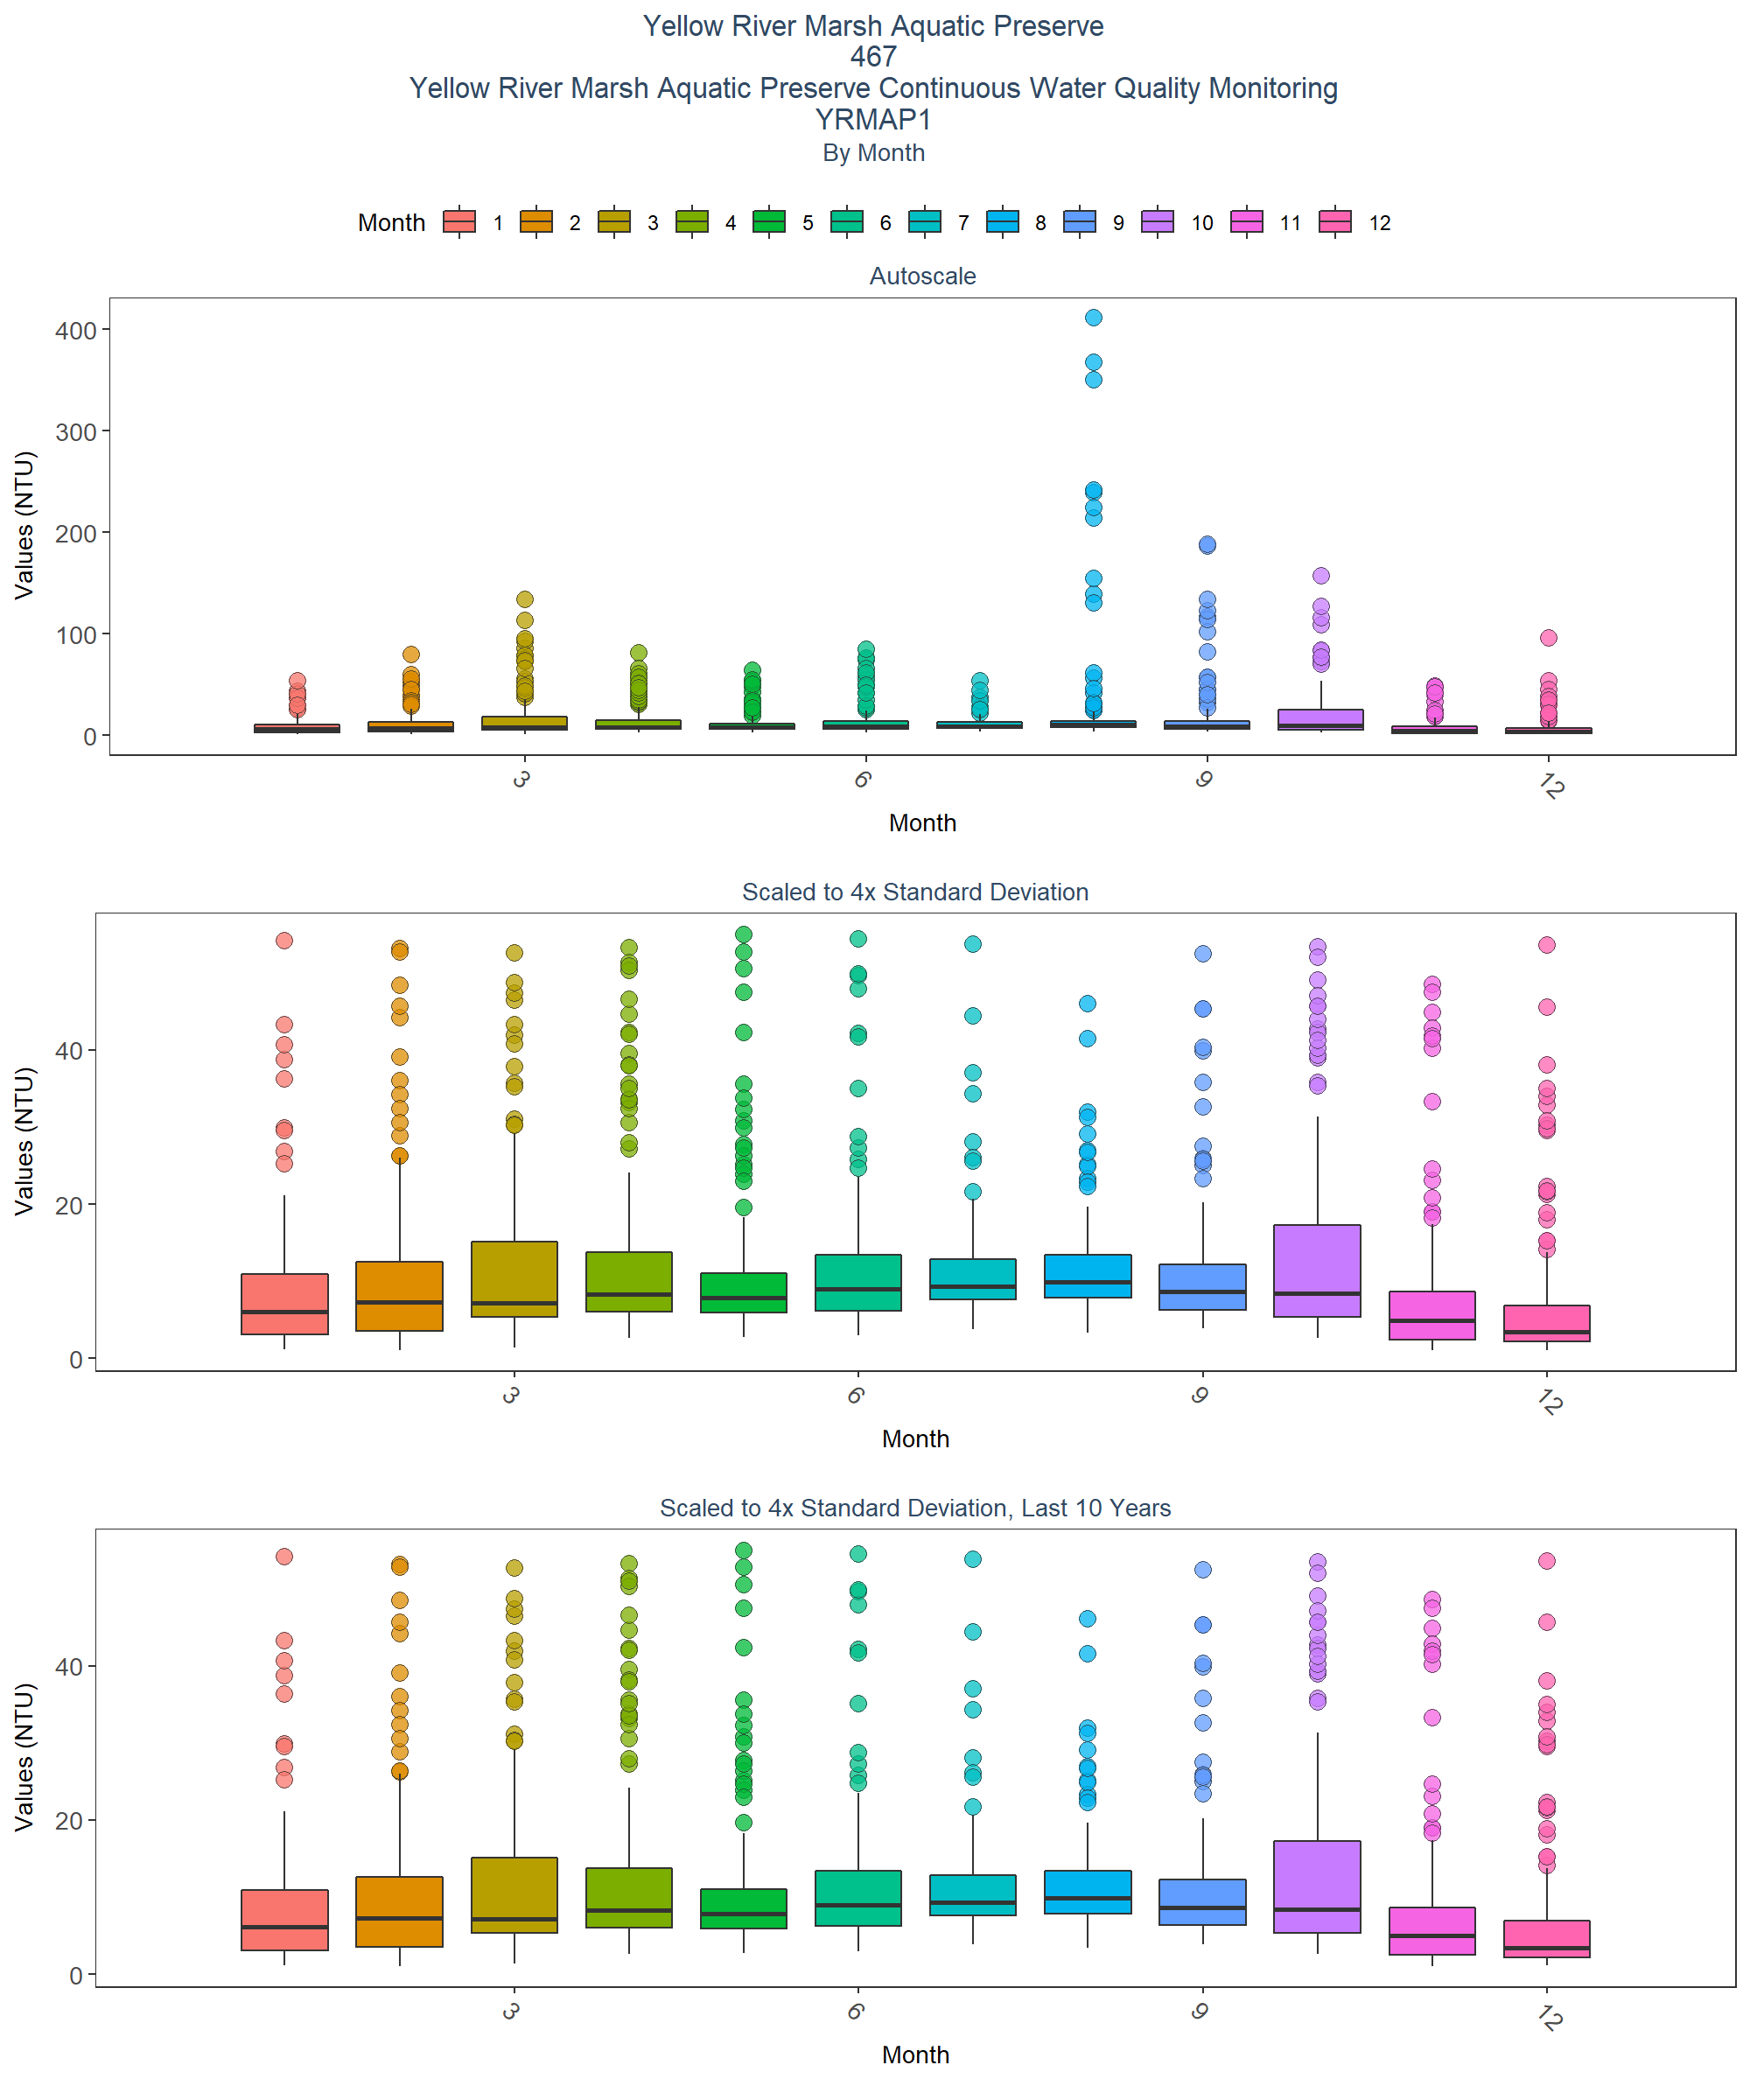 Yellow River Marsh Aquatic Preserve
467
Yellow River Marsh Aquatic Preserve Continuous Water Quality Monitoring
YRMAP1
By Month
Month 1 2 3 4 5 6 7 8 9 10 11 12
Autoscale
400
300
200
100
0
Values (NTU)
3 6 9 12
Month
Scaled to 4x Standard Deviation
40
20
0
Values (NTU)
3 6 9 12
Month
Scaled to 4x Standard Deviation, Last 10 Years
40
20
0
Values (NTU)
3 6 9 12
Month